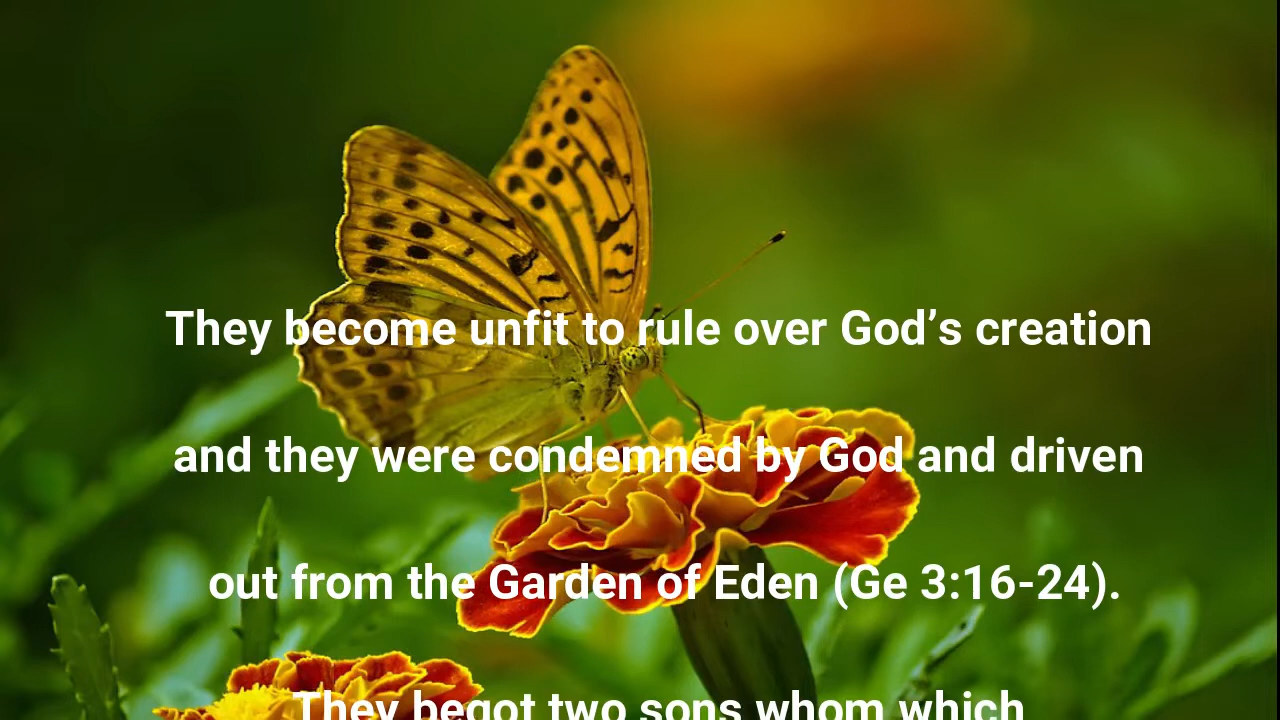 They become unfit to rule over God’s creation
and they were condemned by God and driven
out from the Garden of Eden (Ge 3:16-24).
They begot two sons whom which